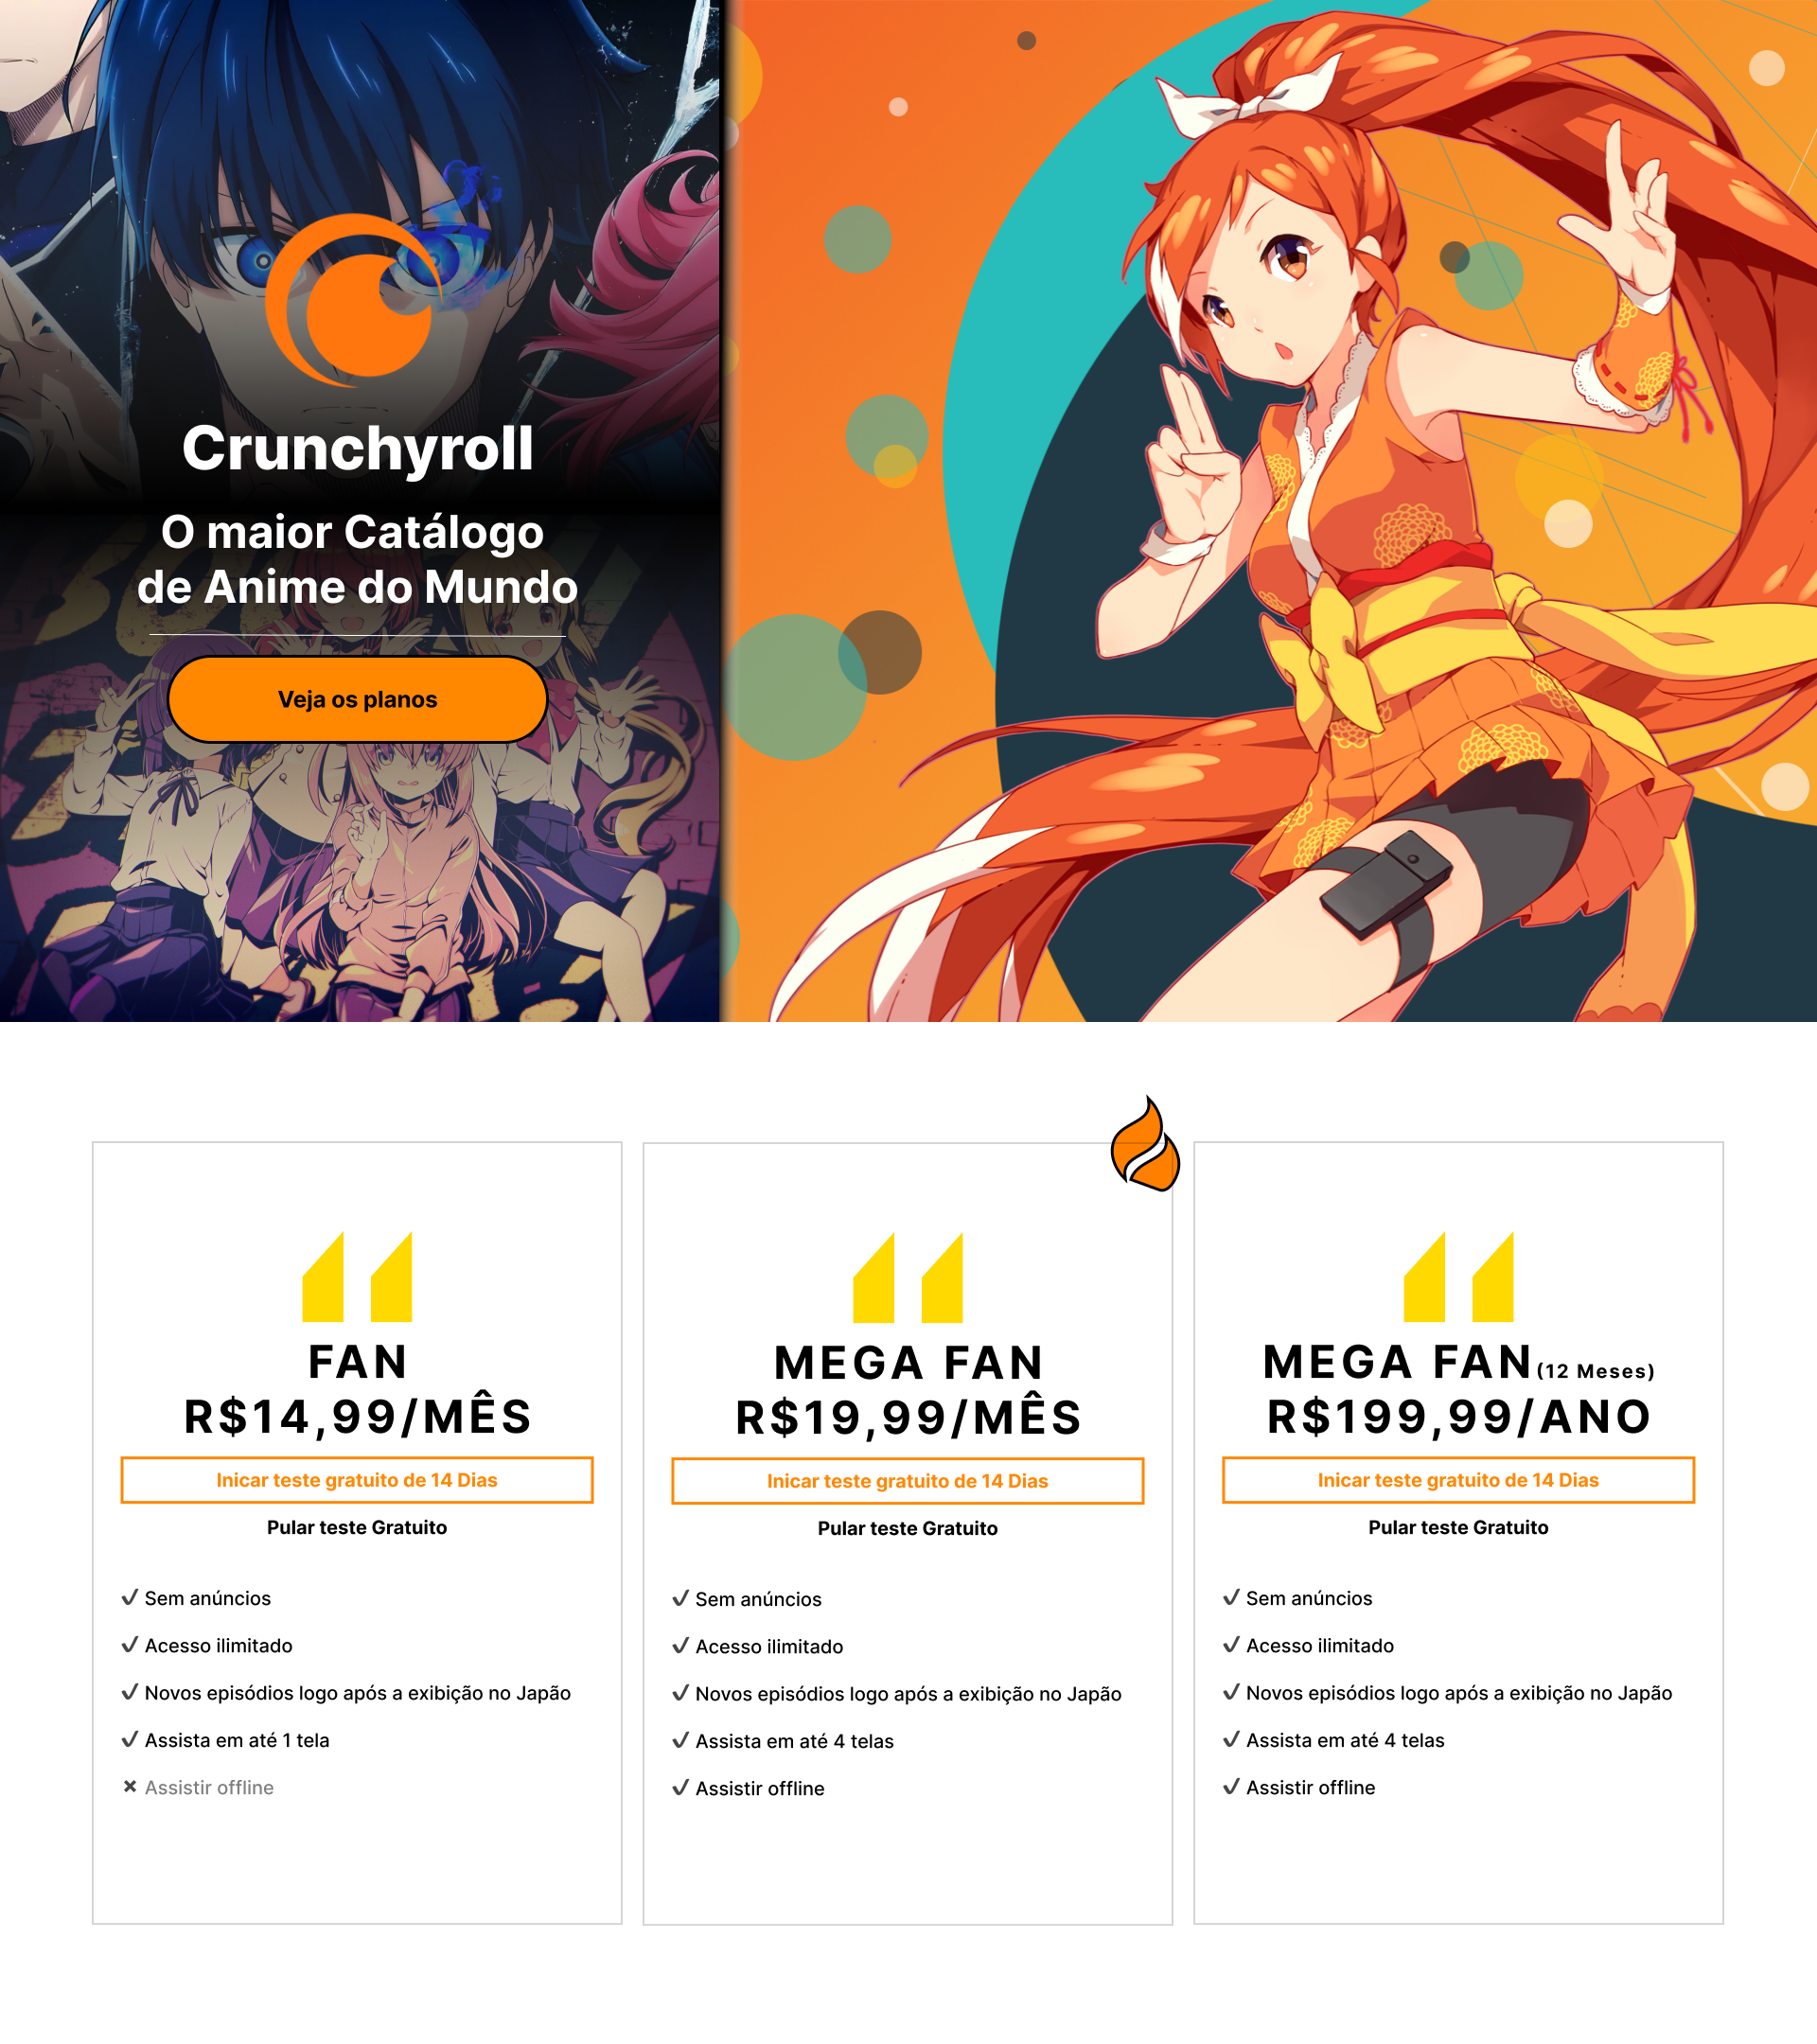 Crunchyroll
O maior Catálogo
de Anime do Mundo
Veja os planos
FAN
R$14,99/MÊS
Inicar teste gratuito de 14 Dias
Pular teste Gratuito
Sem anúncios
Acesso ilimitado
Novos episódios logo após a exibição no Japão
Assista em até 1 tela
Assistir offline
MEGA FAN
R$19,99/MÊS
Inicar teste gratuito de 14 Dias
Pular teste Gratuito
Sem anúncios
Acesso ilimitado
Novos episódios logo após a exibição no Japão
Assista em até 4 telas
Assistir offline
MEGA FAN(12 Meses)
R$199,99/ANO
Inicar teste gratuito de 14 Dias
Pular teste Gratuito
Sem anúncios
Acesso ilimitado
Novos episódios logo após a exibição no Japão
Assista em até 4 telas
Assistir offline